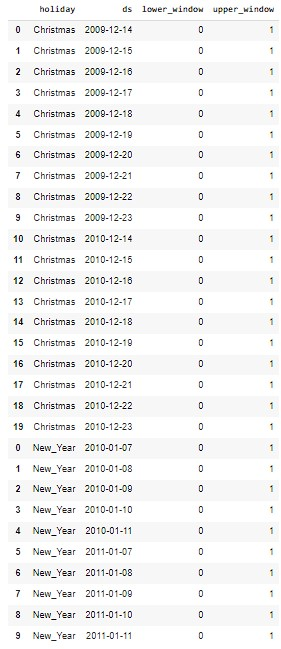 holiday ds lower_window upper_window
0 Christmas 2009-12-14 0 1
1 Christmas 2009-12-15 0 1
2 Christmas 2009-12-16 0 1
3 Christmas 2009-12-17 0 1
4 Christmas 2009-12-18 0 1
5 Christmas 2009-12-19 0 1
6 Christmas 2009-12-20 0 1
7 Christmas 2009-12-21 0 1
8 Christmas 2009-12-22 0 1
9 Christmas 2009-12-23 0 1
10 Christmas 2010-12-14 0 1
11 Christmas 2010-12-15 0 1
12 Christmas 2010-12-16 0 1
13 Christmas 2010-12-17 0 1
14 Christmas 2010-12-18 0 1
15 Christmas 2010-12-19 0 1
16 Christmas 2010-12-20 0 1
17 Christmas 2010-12-21 0 1
18 Christmas 2010-12-22 0 1
19 Christmas 2010-12-23 0 1
0 New_Year 2010-01-07 0 1
1 New_Year 2010-01-08 0 1
2 New_Year 2010-01-09 0 1
3 New_Year 2010-01-10 0 1
4 New_Year 2010-01-11 0 1
5 New_Year 2011-01-07 0 1
6 New_Year 2011-01-08 0 1
7 New_Year 2011-01-09 0 1
8 New_Year 2011-01-10 0 1
9 New_Year 2011-01-11 0 1